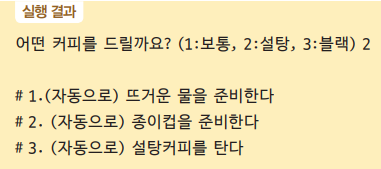 실행 결과
어떤 커피를 드릴까요? (1:보통, 2:설탕, 3:블랙) 2
# 1.(자동으로) 뜨거운 물을 준비한다
# 2. (자동으로) 종이컵을 준비한다
# 3. (자동으로) 설탕커피를 탄다